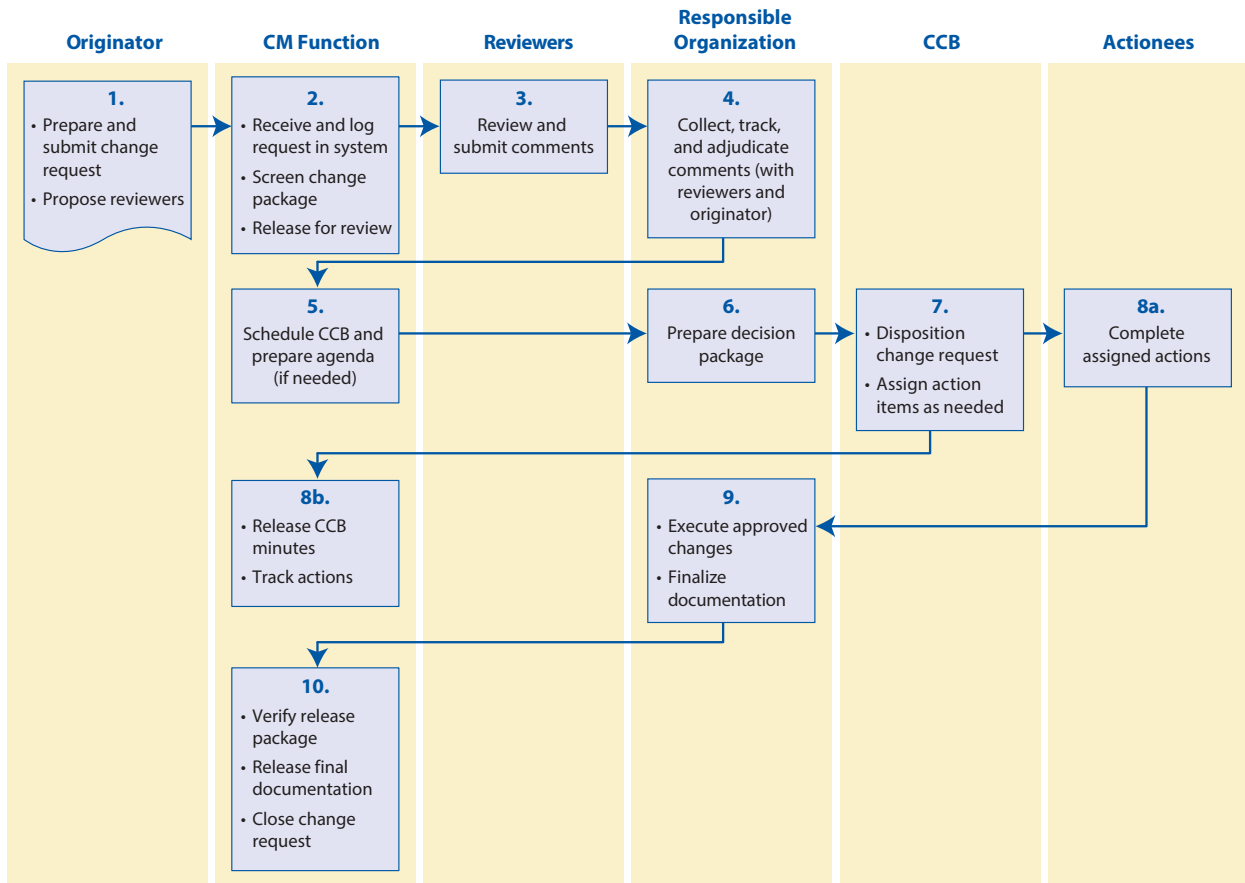 Originator
CM Function
Reviewers
Responsible
Organization
CCB
Actionees
1.
• Prepare and
submit change
request
• Propose reviewers
2.
• Receive and log
request in system
• Screen change
package
• Release for review
3.
Review and
submit comments
4.
Collect, track,
and adjudicate
comments (with
reviewers and
originator)
5.
Schedule CCB and
prepare agenda
(if needed)
6.
Prepare decision
package
7.
• Disposition
change request
• Assign action
items as needed
8a.
Complete
assigned actions
8b.
• Release CCB
minutes
• Track actions
9.
• Execute approved
changes
• Finalize
documentation
10.
• Verify release
package
• Release final
documentation
• Close change
request